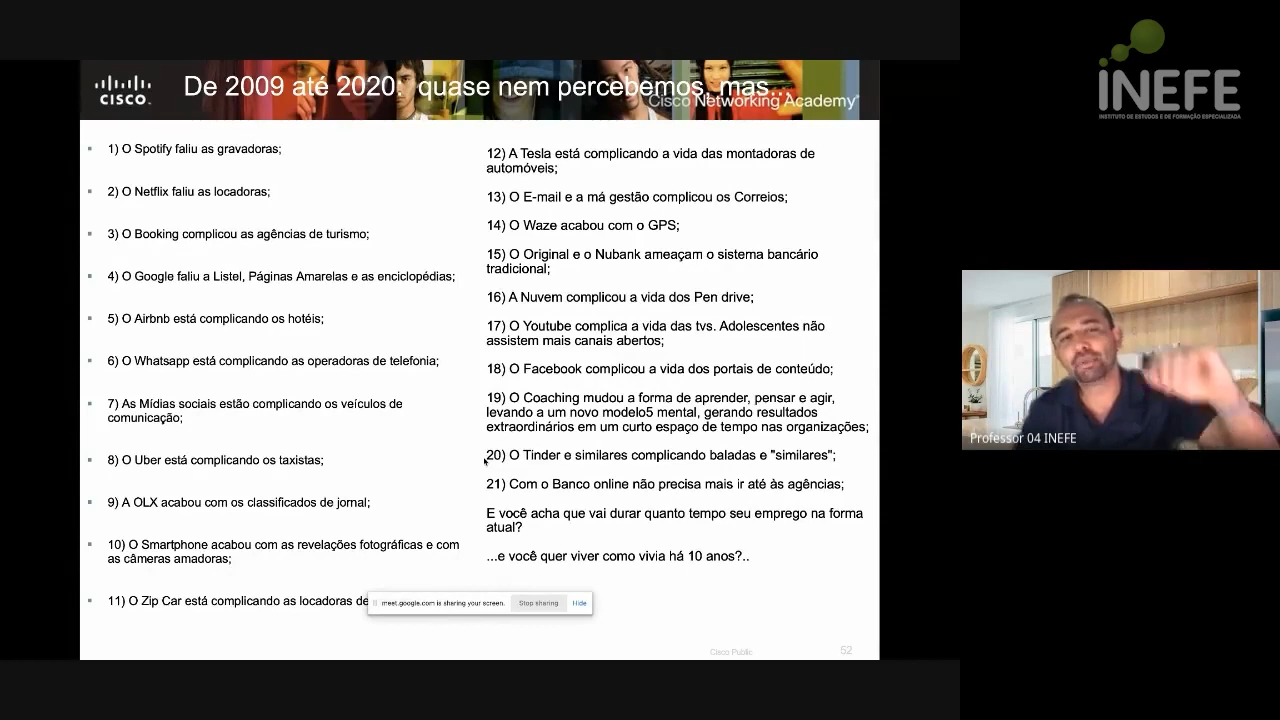 CISCO
De 2009 até 2020: quase nem percebemos, mas...
Cisco Networking Academy
1) O Spotify faliu as gravadoras;
2) O Netflix faliu as locadoras;
3) O Booking complicou as agências de turismo;
4) O Google faliu a Listel, Páginas Amarelas e as enciclopédias;
5) O Airbnb está complicando os hotéis;
6) O Whatsapp está complicando as operadoras de telefonia;
7) As Mídias sociais estão complicando os veículos de
comunicação;
8) O Uber está complicando os taxistas;
9) A OLX acabou com os classificados de jornal;
10) O Smartphone acabou com as revelações fotográficas e com
as câmeras amadoras;
11) O Zip Car está complicando as locadoras de
12) A Tesla está complicando a vida das montadoras de
automóveis;
13) O E-mail e a má gestão complicou os Correios;
14) O Waze acabou com o GPS;
15) O Original e o Nubank ameaçam o sistema bancário
tradicional;
16) A Nuvem complicou a vida dos Pen drive;
17) O Youtube complica a vida das tvs. Adolescentes não
assistem mais canais abertos;
18) O Facebook complicou a vida dos portais de conteúdo;
19) O Coaching mudou a forma de aprender, pensar e agir,
levando a um novo modelo5 mental, gerando resultados
extraordinários em um curto espaço de tempo nas organizações;
20) O Tinder e similares complicando baladas e "similares";
21) Com o Banco online não precisa mais ir até às agências;
E você acha que vai durar quanto tempo seu emprego na forma
atual?
...e você quer viver como vivia há 10 anos?..
meet.google.com is sharing your screen.
Stop sharing
Hide
Cisco Public
52
INEFE
INSTITUTO DE ESTUDOS E DE FORMAÇÃO ESPECIALIZADA
Professor 04 INEFE